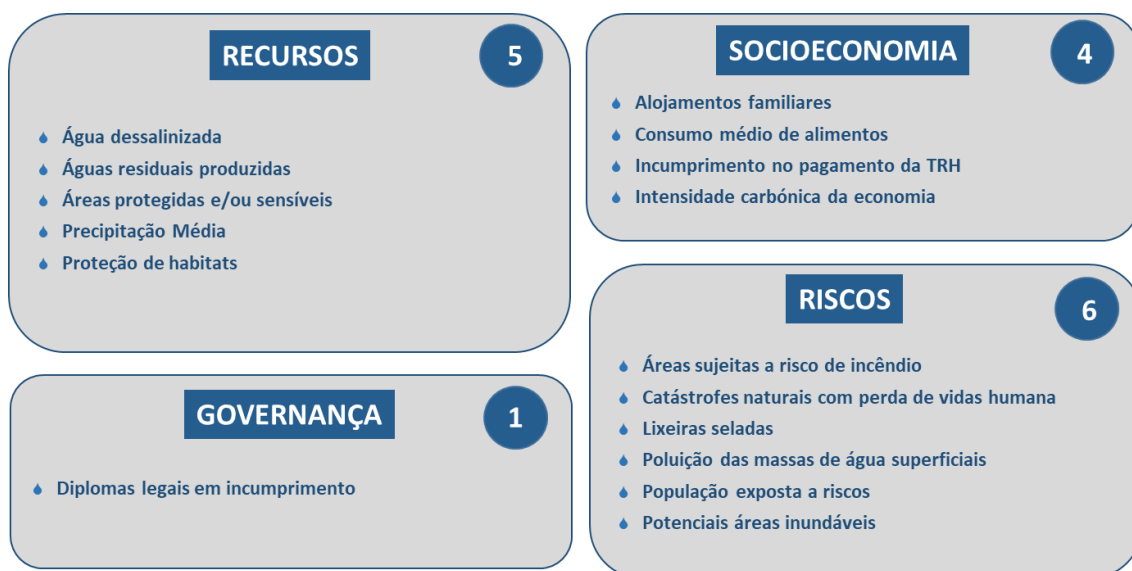 RECURSOS
5
Água dessalinizada
Águas residuais produzidas
Áreas protegidas e/ou sensíveis
Precipitação Média
Proteção de habitats
SOCIOECONOMIA
4
Alojamentos familiares
Consumo médio de alimentos
Incumprimento no pagamento da TRH
Intensidade carbónica da economia
GOVERNANÇA
1
Diplomas legais em incumprimento
RISCOS
6
Áreas sujeitas a risco de incêndio
Catástrofes naturais com perda de vidas humana
Lixeiras seladas
Poluição das massas de água superficiais
População exposta a riscos
Potenciais áreas inundáveis